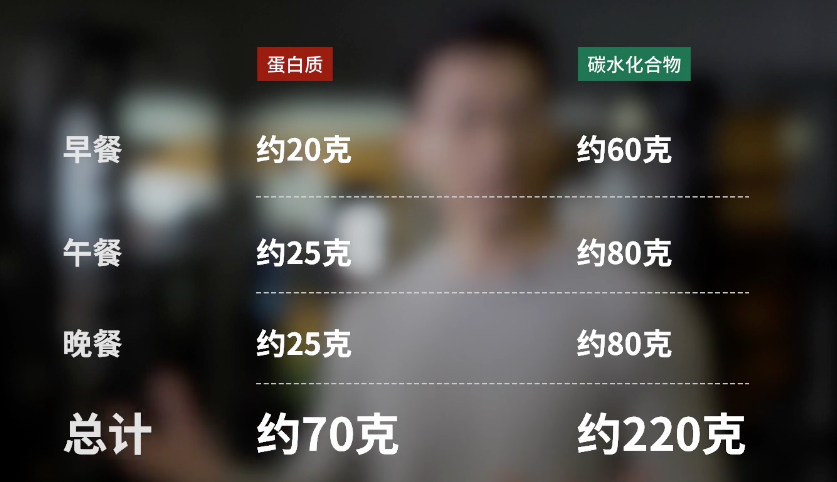 蛋白质 碳水化合物
早餐 约20克 约60克
午餐 约25克 约80克
晚餐 约25克 约80克
总计 约70克 约220克